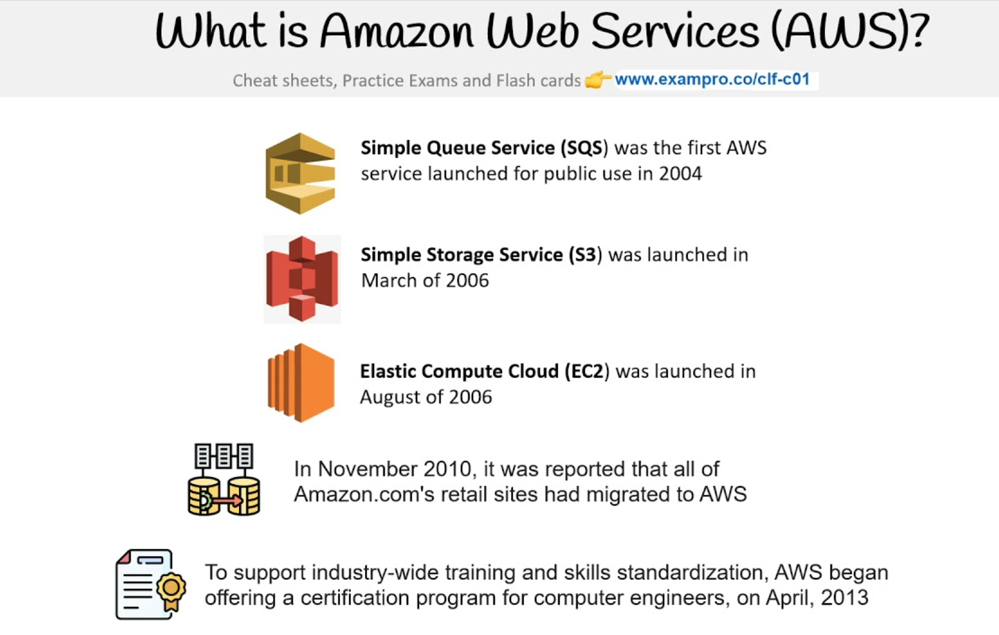 What is Amazon Web Services (AWS)?
Cheat sheets, Practice Exams and Flash cards 👉 www.exampro.co/clf-c01
Simple Queue Service (SQS) was the first AWS
service launched for public use in 2004
Simple Storage Service (S3) was launched in
March of 2006
Elastic Compute Cloud (EC2) was launched in
August of 2006
In November 2010, it was reported that all of
Amazon.com's retail sites had migrated to AWS
To support industry-wide training and skills standardization, AWS began
offering a certification program for computer engineers, on April, 2013